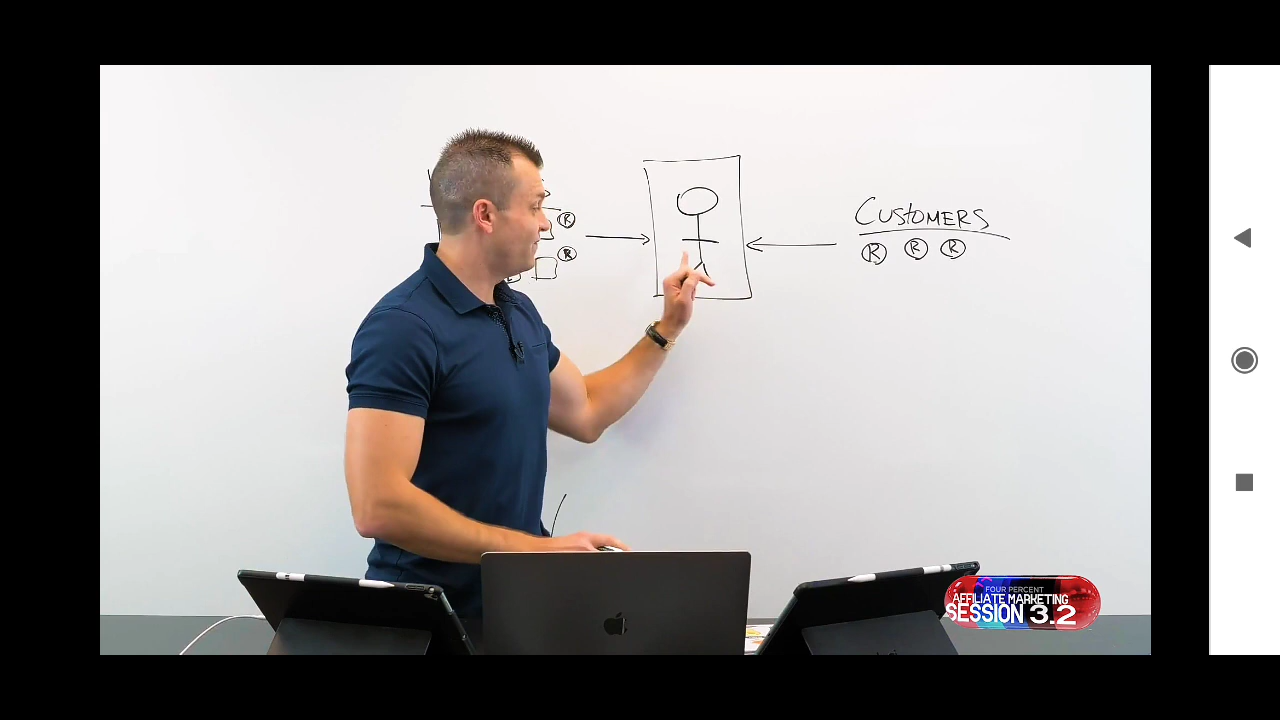 CUSTOMERS
R R R
R
R
FOUR PERCENT
AFFILIATE MARKETING
SESSION 3.2